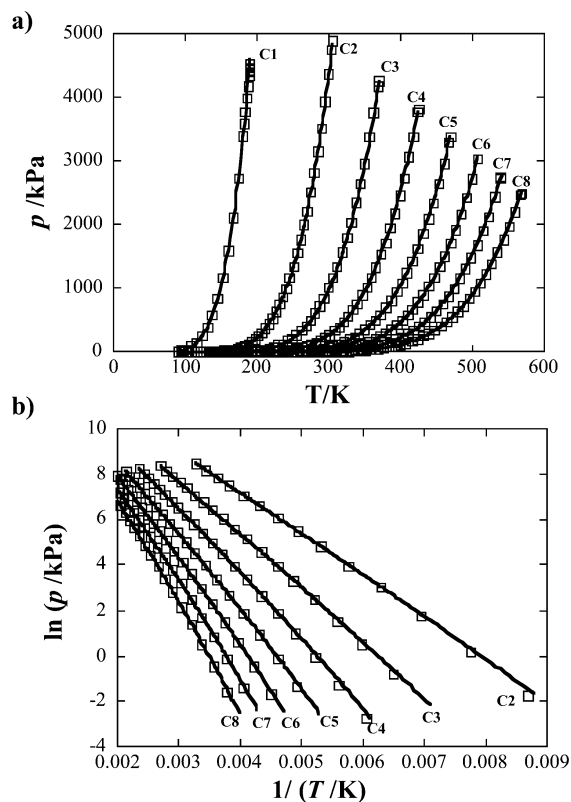 a)
5000
4000
3000
2000
1000
0
p /kPa
C1
C2
C3
C4
C5
C6
C7
C8
0
100
200
300
400
500
600
T/K
b)
10
8
6
4
2
0
-2
-4
ln (p /kPa)
C8
C7
C6
C5
C4
C3
C2
0.002
0.003
0.004
0.005
0.006
0.007
0.008
0.009
1/ (T /K)